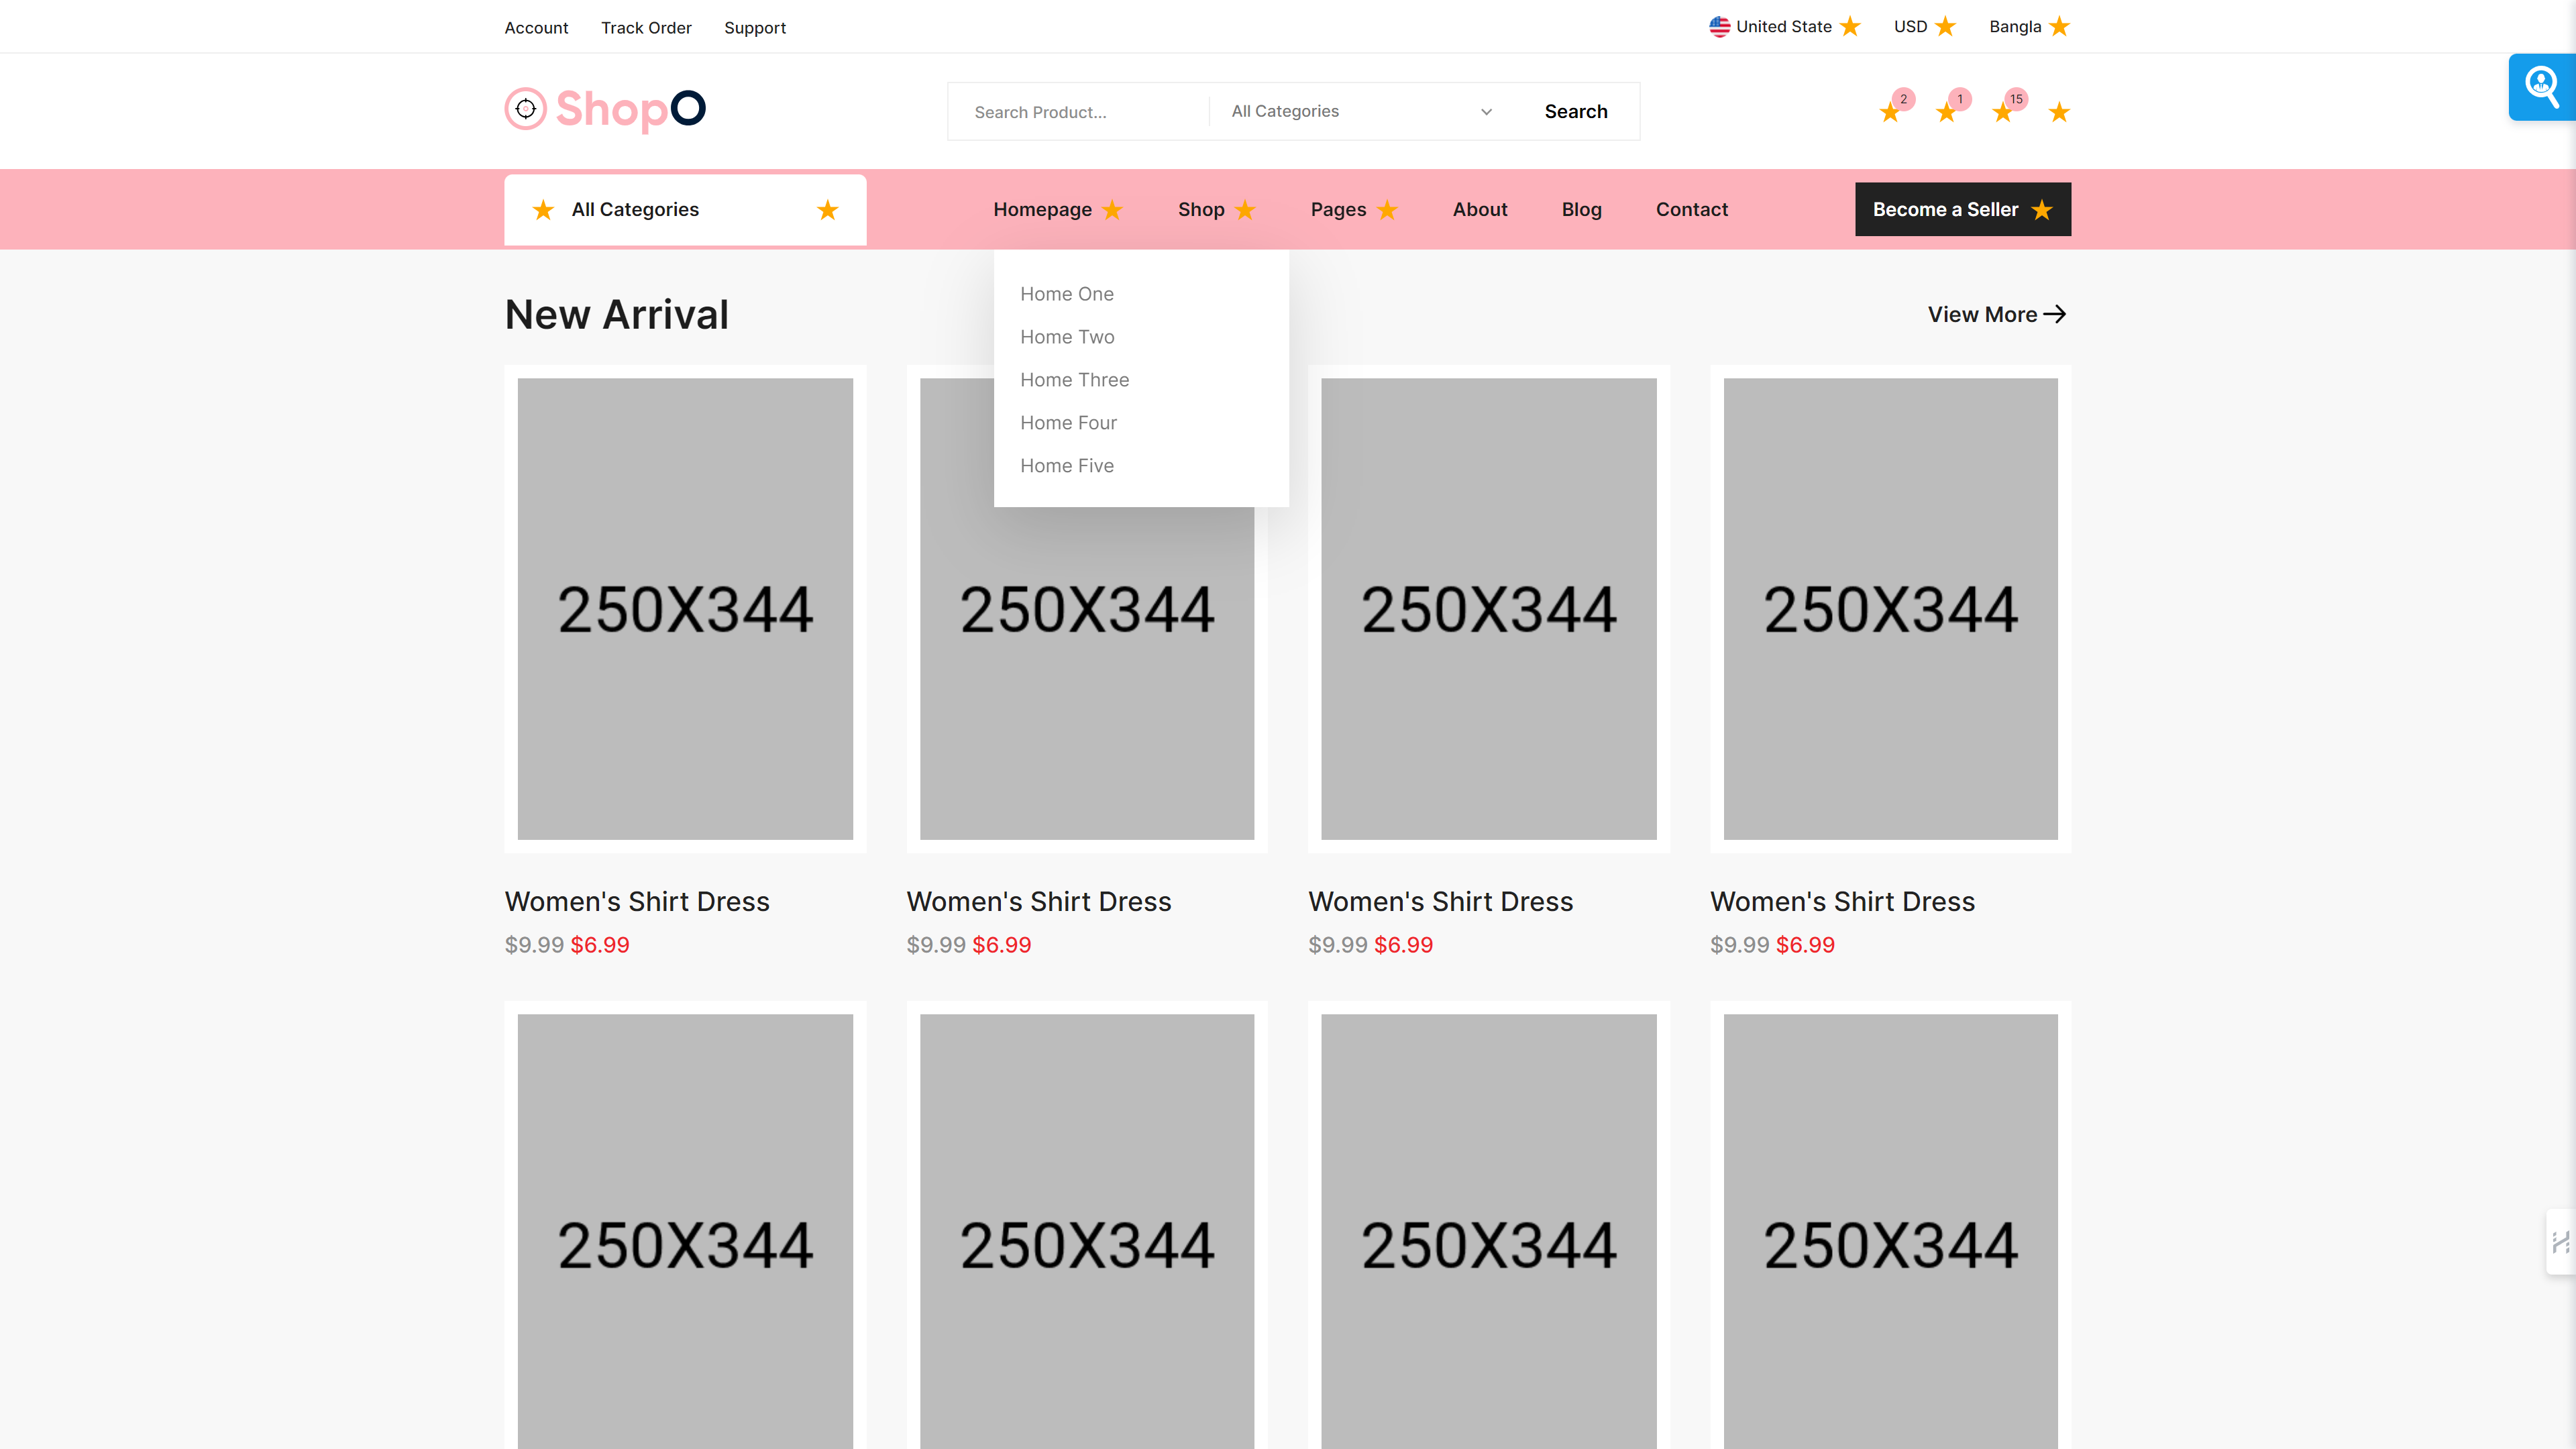 Account Track Order Support
United State USD Bangla
ShopO
Search Product... All Categories Search
2 1 15
All Categories
Homepage Shop Pages About Blog Contact
Become a Seller
Home One
Home Two
Home Three
Home Four
Home Five
New Arrival
View More
250X344 250X344 250X344 250X344
Women's Shirt Dress Women's Shirt Dress Women's Shirt Dress Women's Shirt Dress
$9.99 $6.99 $9.99 $6.99 $9.99 $6.99 $9.99 $6.99
250X344 250X344 250X344 250X344